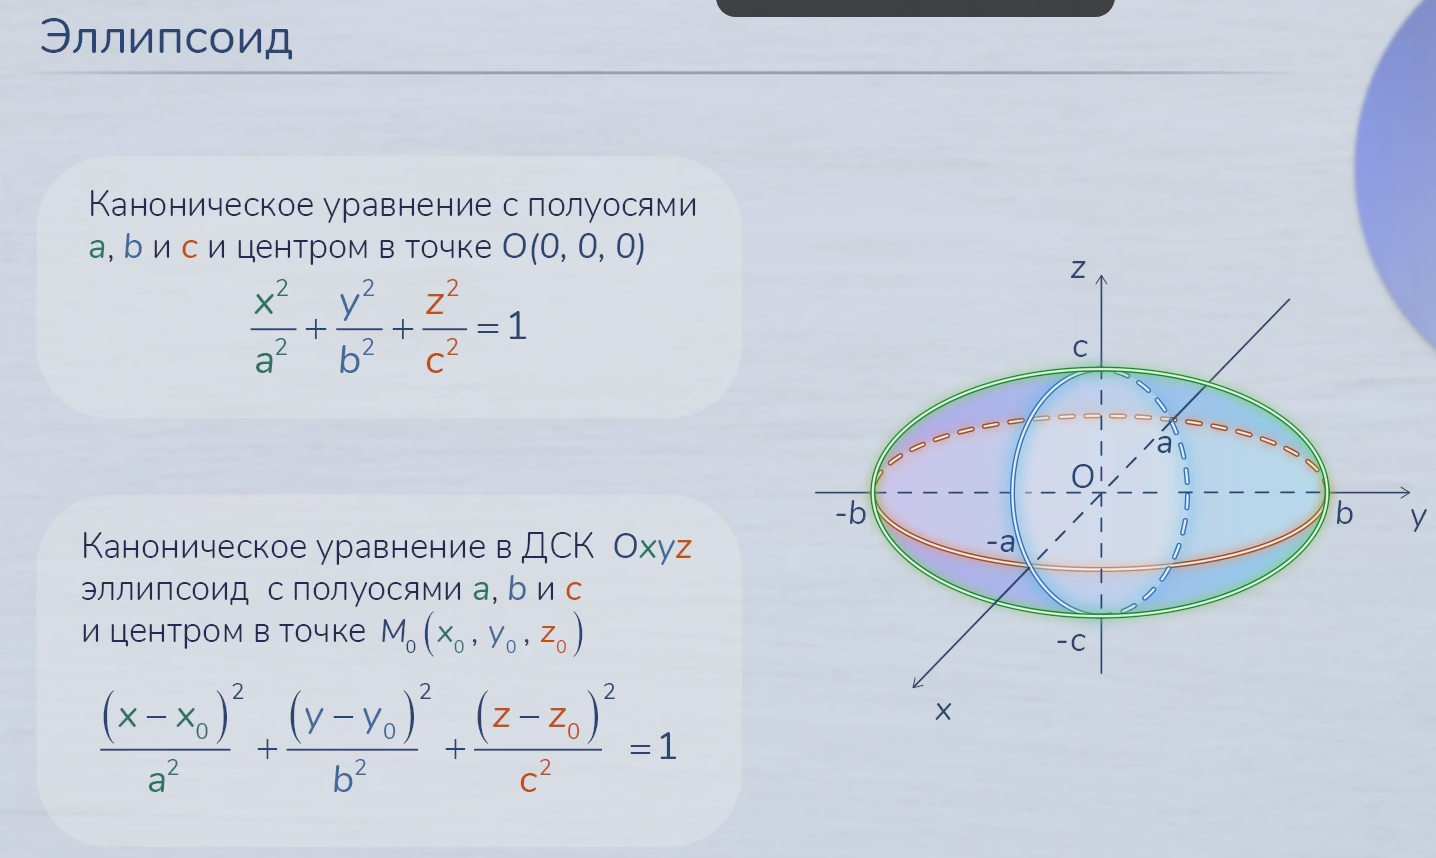 Эллипсоид
Каноническое уравнение с полуосями
a, b и c и центром в точке O(0, 0, 0)
x²/a² + y²/b² + z²/c² = 1
Каноническое уравнение в ДСК Oxyz
эллипсоид с полуосями a, b и c
и центром в точке M₀(x₀, y₀, z₀)
(x − x₀)²/a² + (y − y₀)²/b² + (z − z₀)²/c² = 1
z
c
a
O
-b
b
y
-a
-c
x